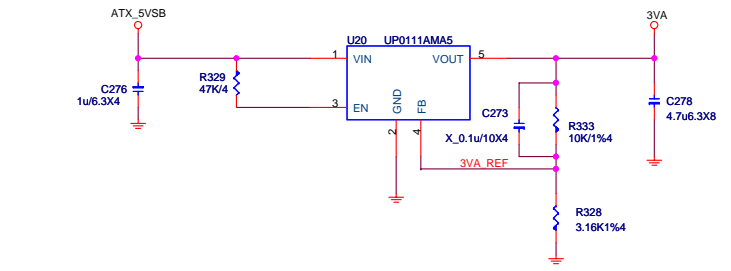 ATX_5VSB
3VA
U20 UP0111AMA5
1 VIN VOUT 5
R329
47K/4
C276
1u/6.3X4
3 EN
GND
FB
2
4
C273
X_0.1u/10X4
R333
10K/1%4
C278
4.7u6.3X8
3VA_REF
R328
3.16K1%4